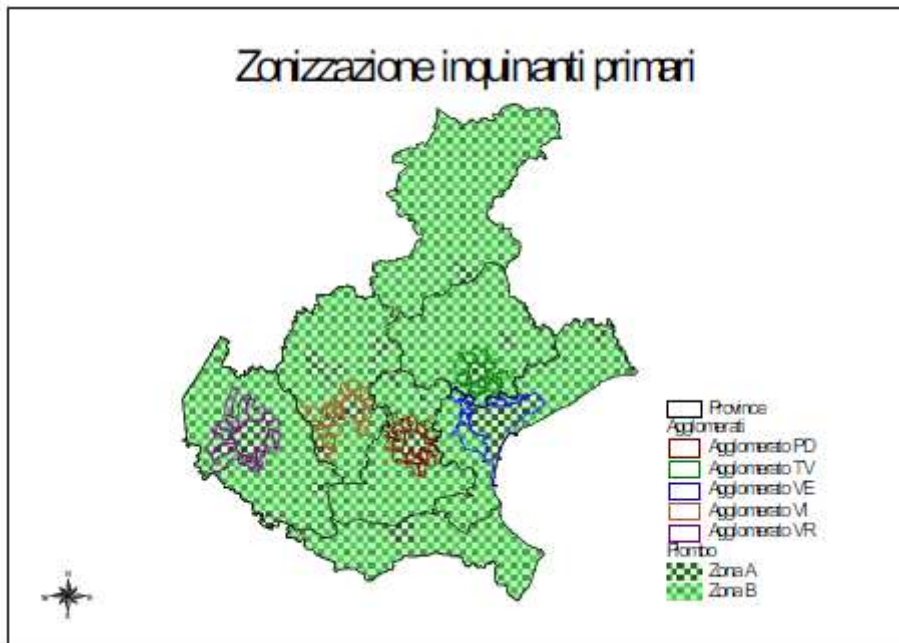 Zonizzazione inquinanti primari
Province
Agglomerati
Agglomerato PD
Agglomerato TV
Agglomerato VE
Agglomerato VI
Agglomerato VR
Piombo
Zona A
Zona B